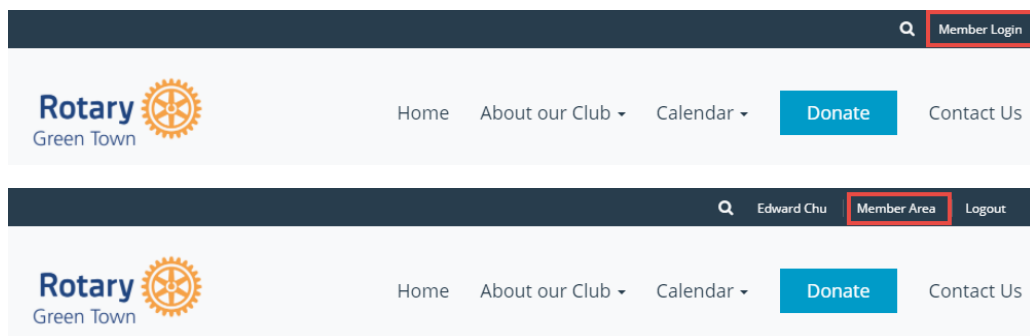 Member Login
Rotary
Green Town
Home About our Club Calendar Donate Contact Us
Edward Chu Member Area Logout
Rotary
Green Town
Home About our Club Calendar Donate Contact Us